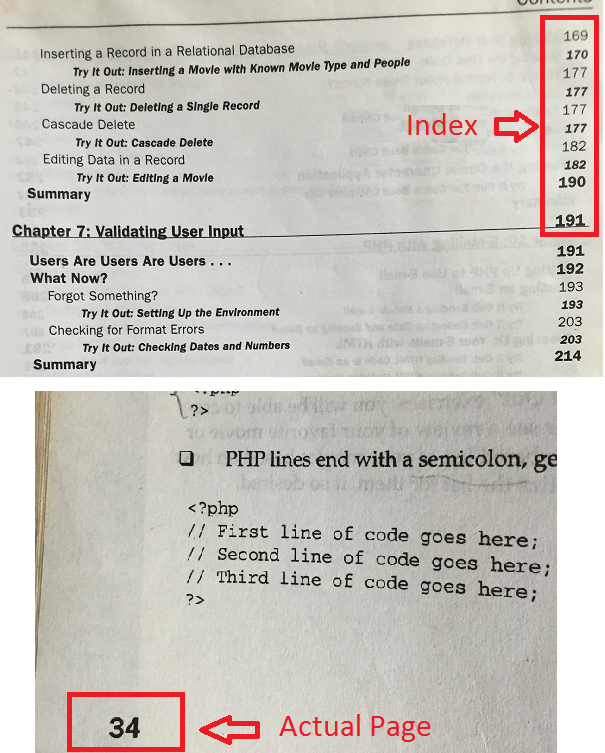 Contents
Inserting a Record in a Relational Database 169
Try It Out: Inserting a Movie with Known Movie Type and People 170
Deleting a Record 177
Try It Out: Deleting a Single Record 177
Cascade Delete 177
Try It Out: Cascade Delete 177
Editing Data in a Record 182
Try It Out: Editing a Movie 182
Summary 190
Index
Chapter 7: Validating User Input 191
Users Are Users Are Users . . . 191
What Now? 192
Forgot Something? 193
Try It Out: Setting Up the Environment 193
Checking for Format Errors 203
Try It Out: Checking Dates and Numbers 203
Summary 214
<?php
?>
❑ PHP lines end with a semicolon, ge
<?php
// First line of code goes here;
// Second line of code goes here;
// Third line of code goes here;
?>
34
Actual Page